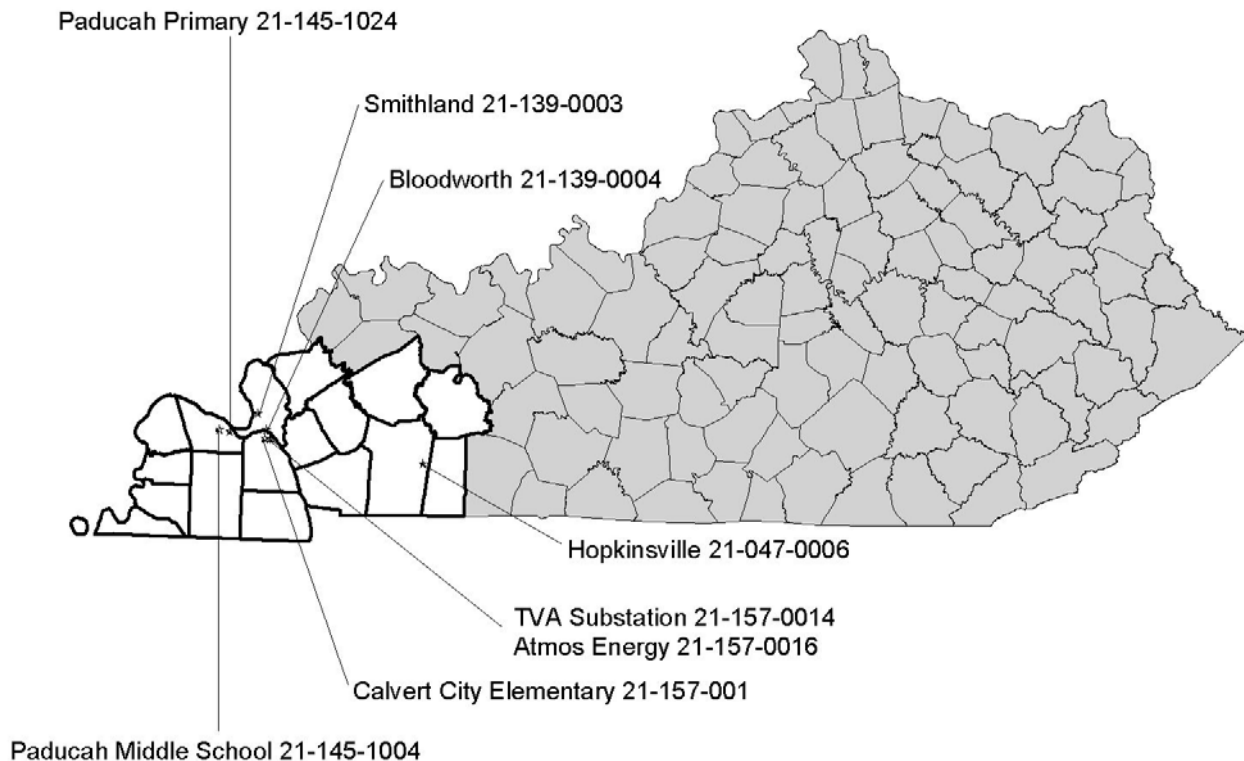 Paducah Primary 21-145-1024
Smithland 21-139-0003
Bloodworth 21-139-0004
Hopkinsville 21-047-0006
TVA Substation 21-157-0014
Atmos Energy 21-157-0016
Calvert City Elementary 21-157-001
Paducah Middle School 21-145-1004